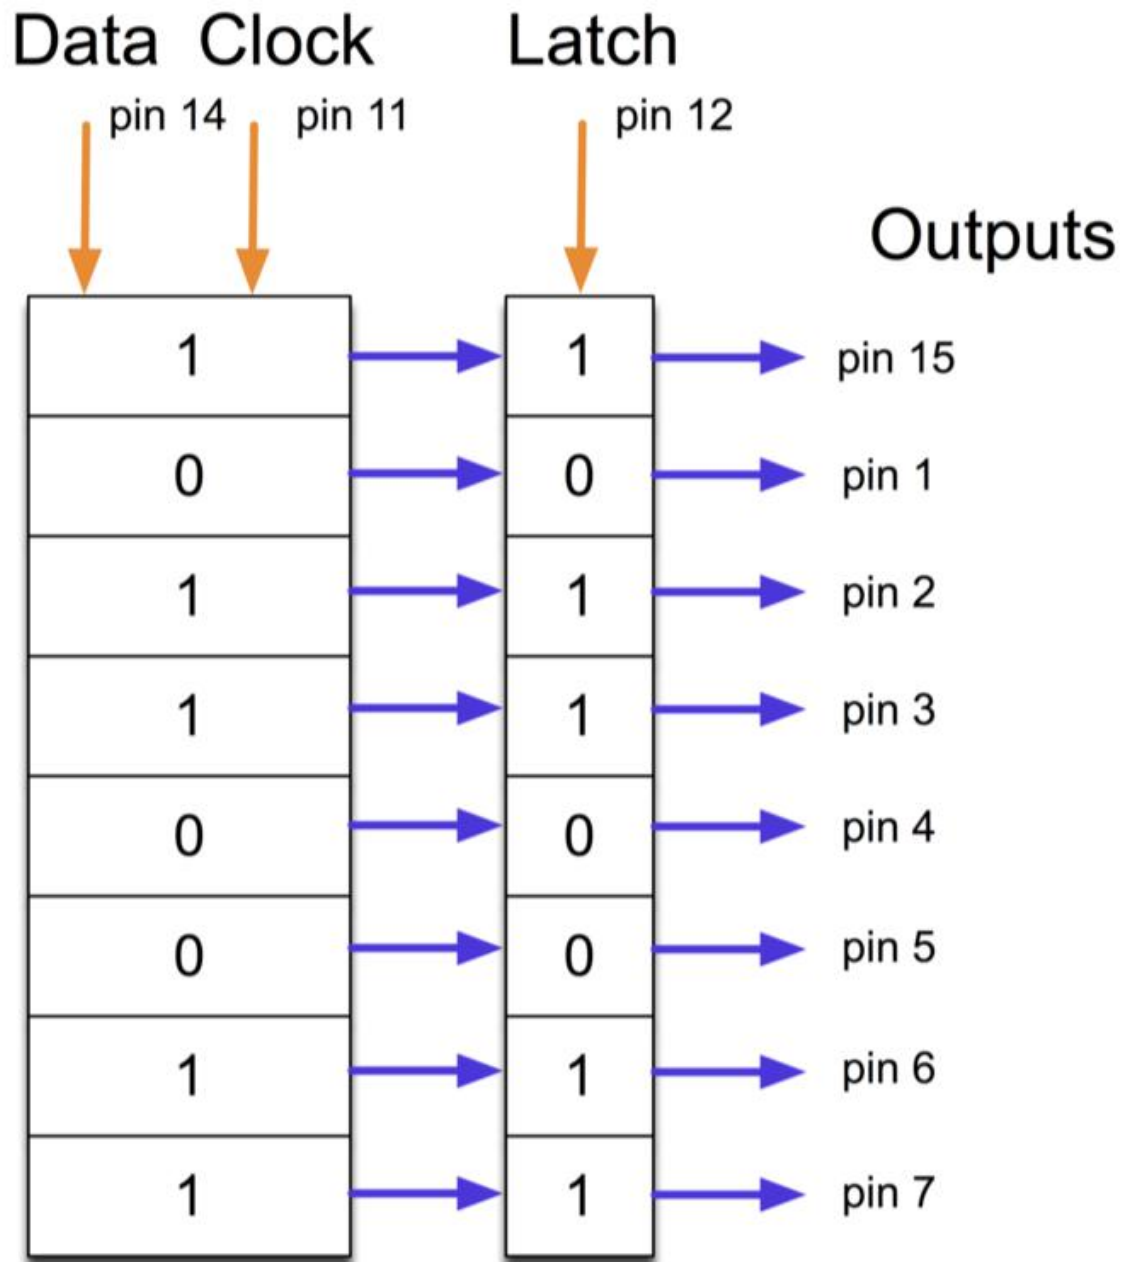 Data Clock Latch
pin 14 pin 11 pin 12
Outputs
1 1 pin 15
0 0 pin 1
1 1 pin 2
1 1 pin 3
0 0 pin 4
0 0 pin 5
1 1 pin 6
1 1 pin 7